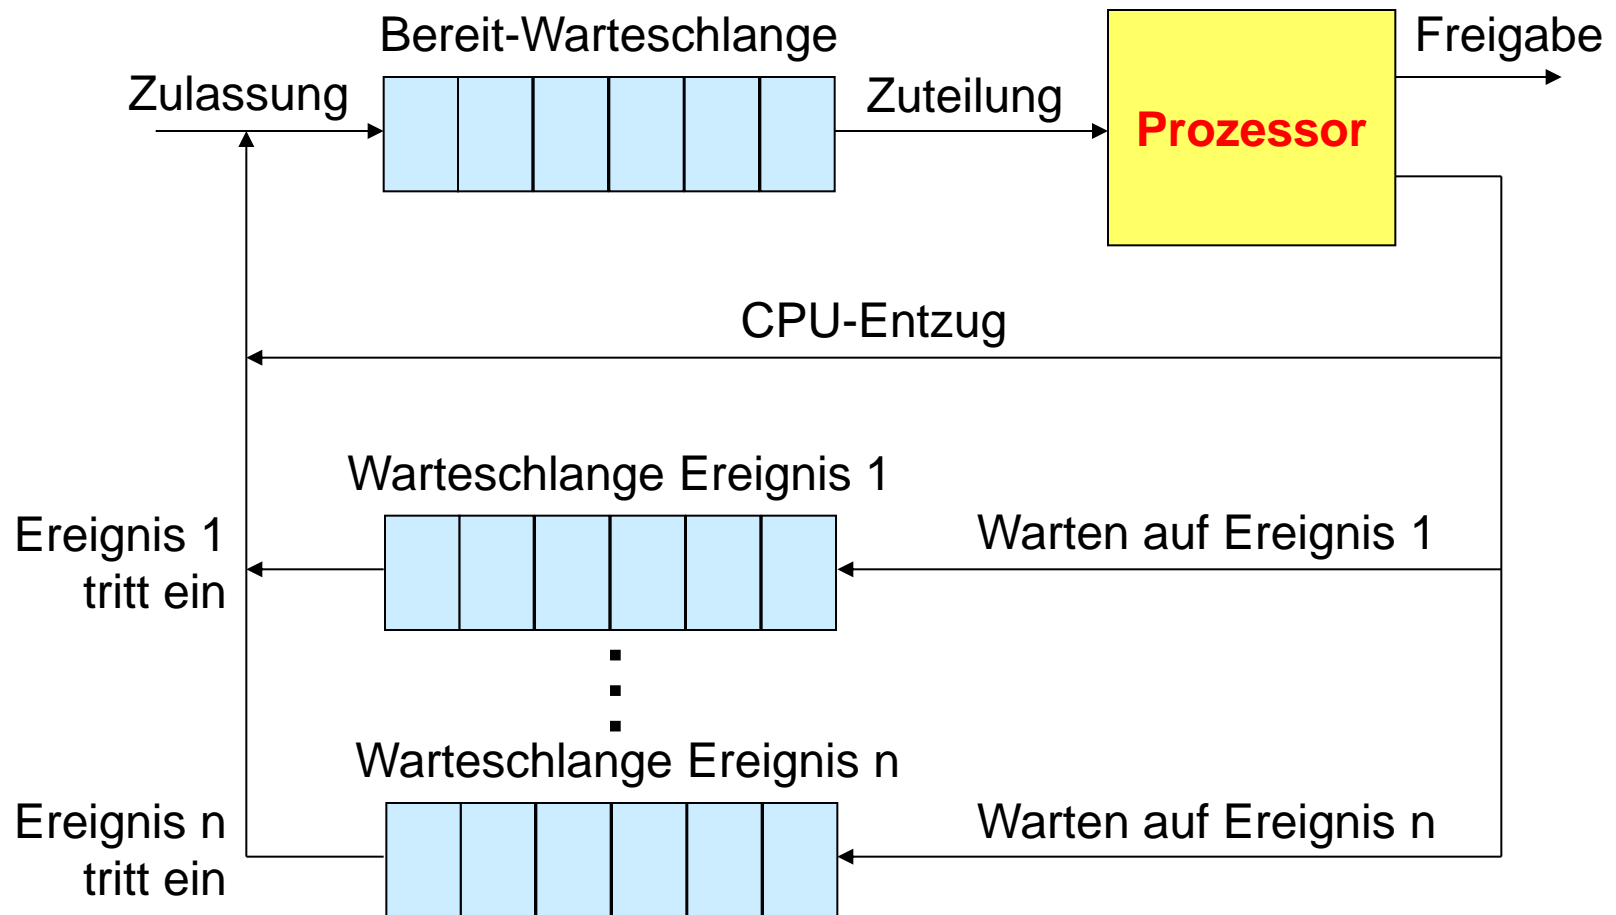 Bereit-Warteschlange
Freigabe
Zulassung
Zuteilung
Prozessor
CPU-Entzug
Warteschlange Ereignis 1
Ereignis 1
tritt ein
Warten auf Ereignis 1
Warteschlange Ereignis n
Ereignis n
tritt ein
Warten auf Ereignis n